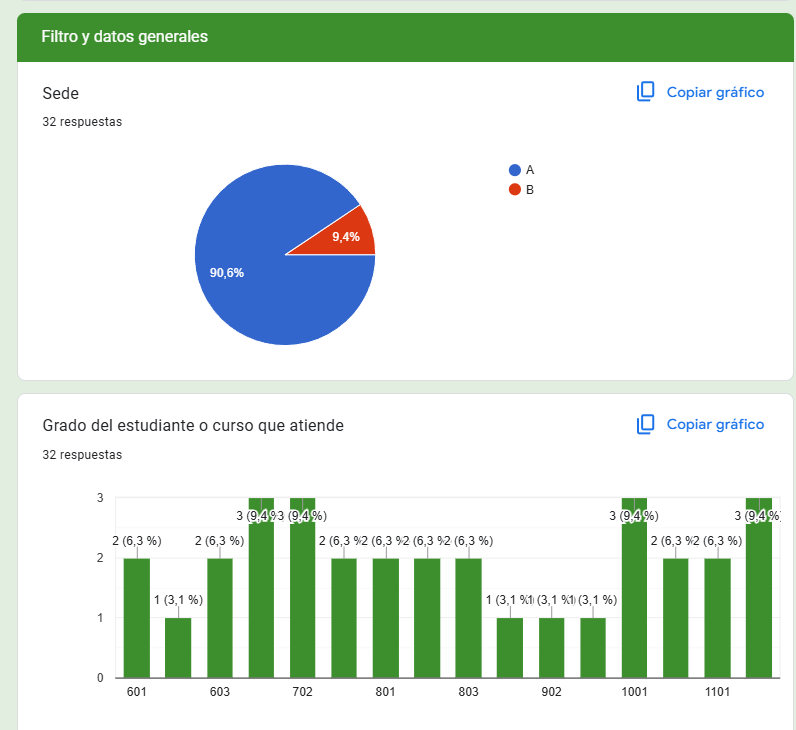 Filtro y datos generales
Sede
Copiar gráfico
32 respuestas
A
B
9,4%
90,6%
Grado del estudiante o curso que atiende
Copiar gráfico
32 respuestas
3
3 (9,4 %) 3 (9,4 %) 3 (9,4 %) 3 (9,4 %)
2 (6,3 %) 2 (6,3 %) 2 (6,3 %) 2 (6,3 %) 2 (6,3 %) 2 (6,3 %) 2 (6,3 %) 2 (6,3 %)
2
1 (3,1 %) 1 (3,1 %) 1 (3,1 %) 1 (3,1 %)
1
0
601 603 702 801 803 902 1001 1101